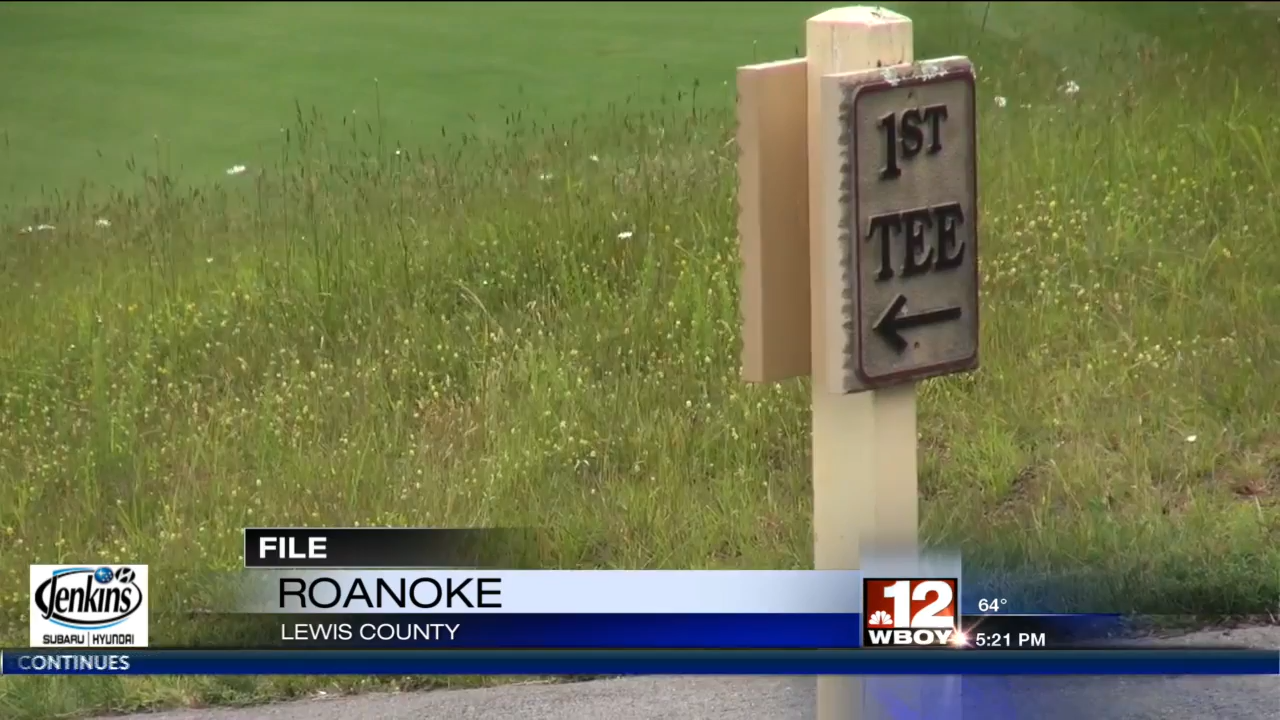 1ST
TEE
FILE
ROANOKE
LEWIS COUNTY
Jenkins
SUBARU | HYUNDAI
12
WBOY
64°
5:21 PM
CONTINUES